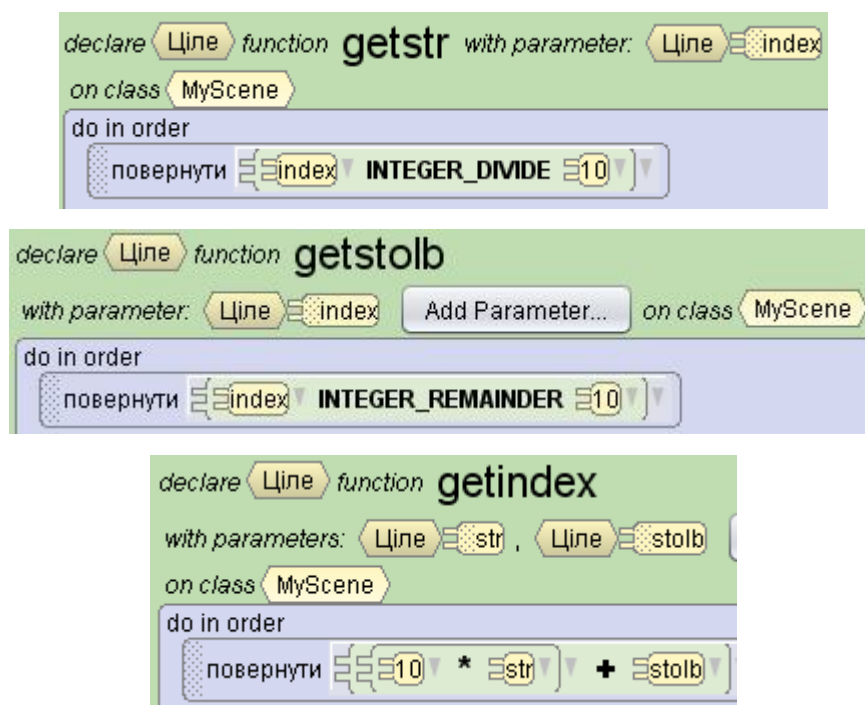 declare Ціле function getstr with parameter: Ціле index
on class MyScene
do in order
повернути index INTEGER_DIVIDE 10
declare Ціле function getstolb
with parameter: Ціле index Add Parameter... on class MyScene
do in order
повернути index INTEGER_REMAINDER 10
declare Ціле function getindex
with parameters: Ціле str , Ціле stolb
on class MyScene
do in order
повернути 10 * str + stolb